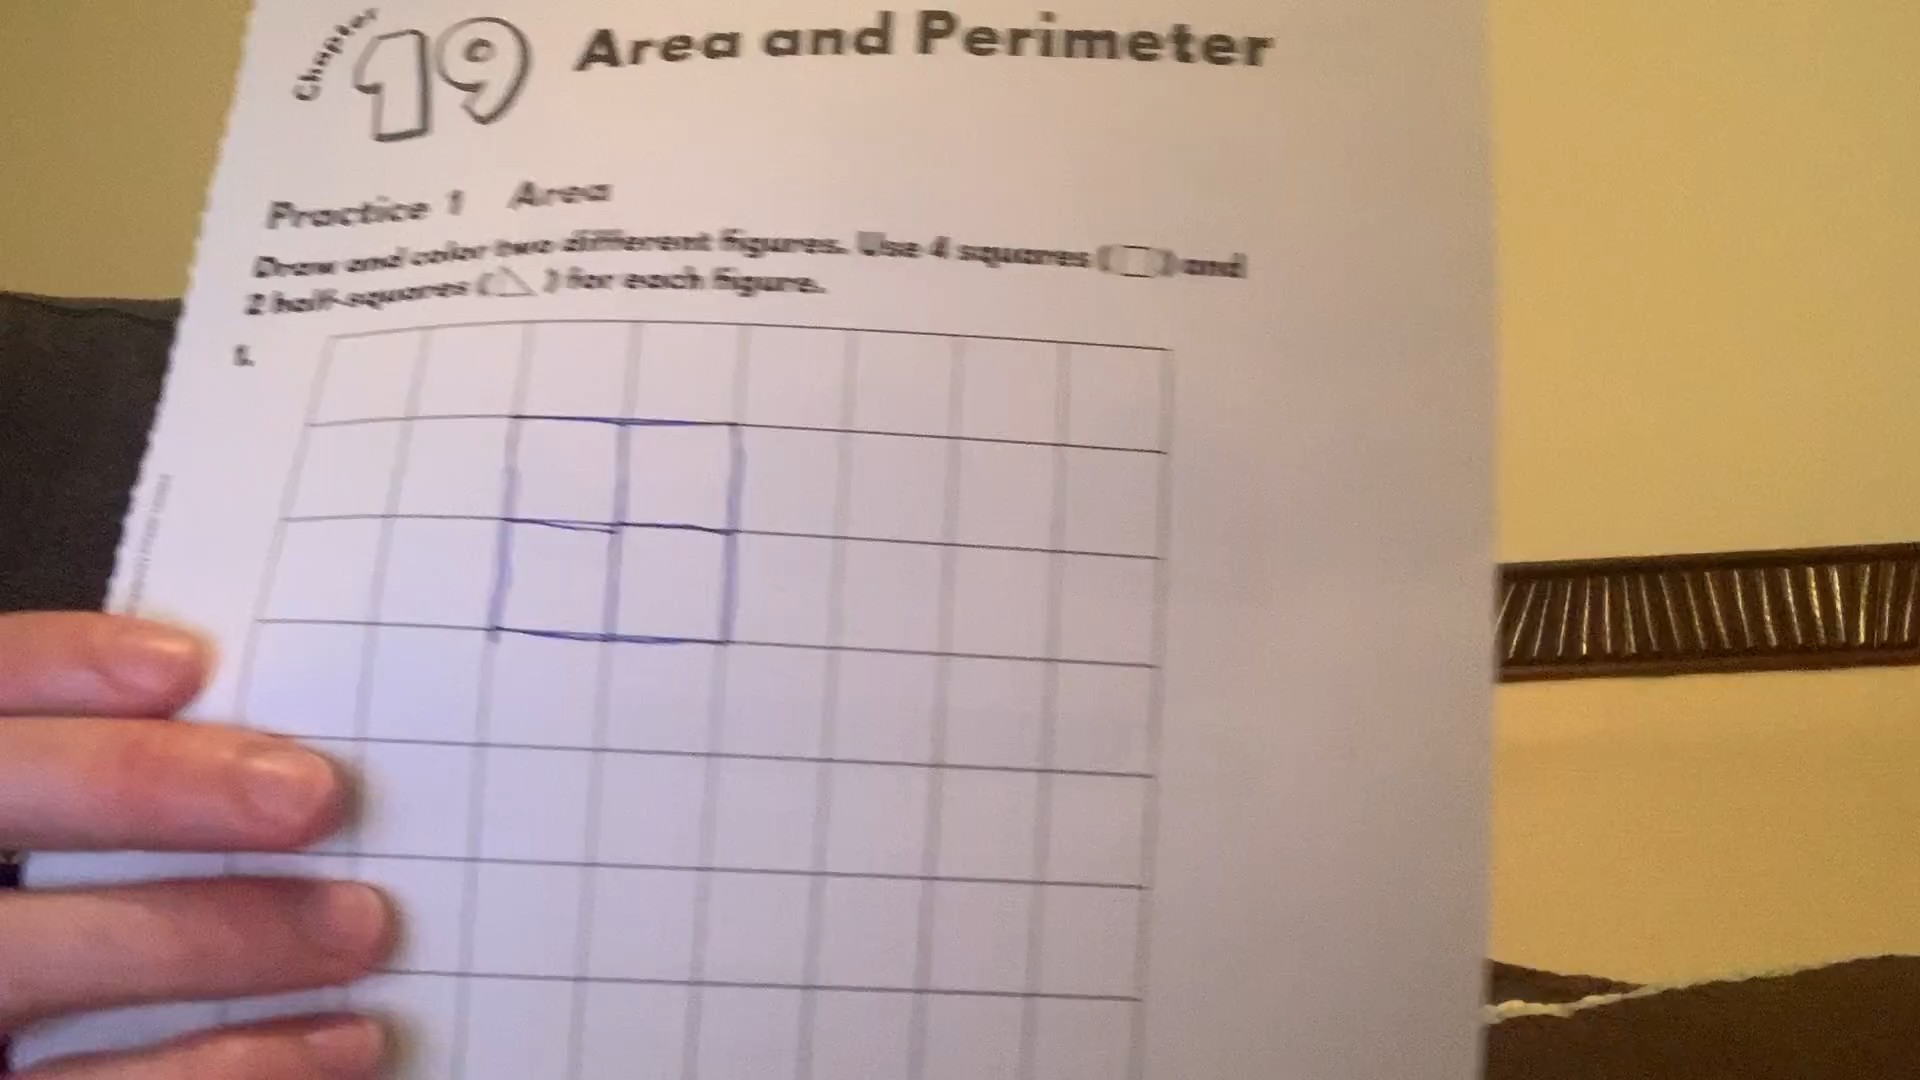 Chapter
19 Area and Perimeter
Practice 1 Area
Draw and color two different figures. Use 4 squares (□) and
2 half-squares (◺) for each figure.
1.